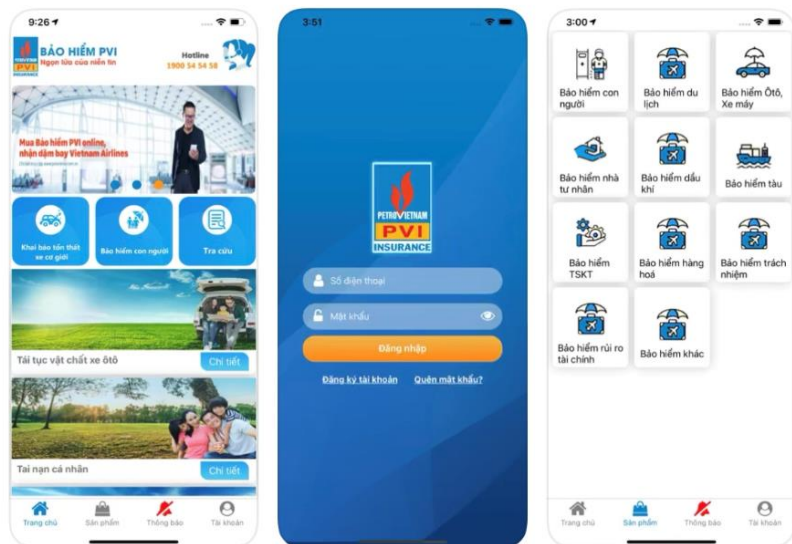 9:26
PETROVIETNAM
PVI
INSURANCE
BẢO HIỂM PVI
Ngọn lửa của niềm tin
Hotline
1900 54 54 58
Mua Bảo hiểm PVI online,
nhận dặm bay Vietnam Airlines
Khai báo tổn thất
xe cơ giới
Bảo hiểm con người
Tra cứu
Tái tục vật chất xe ôtô
Chi tiết
Tai nạn cá nhân
Chi tiết
Trang chủ
Sản phẩm
Thông báo
Tài khoản
3:51
PETROVIETNAM
PVI
INSURANCE
Số điện thoại
Mật khẩu
Đăng nhập
Đăng ký tài khoản
Quên mật khẩu?
3:00
Bảo hiểm con
người
Bảo hiểm du
lịch
Bảo hiểm Ôtô,
Xe máy
Bảo hiểm nhà
tư nhân
Bảo hiểm dầu
khí
Bảo hiểm tàu
Bảo hiểm
TSKT
Bảo hiểm hàng
hoá
Bảo hiểm trách
nhiệm
Bảo hiểm rủi ro
tài chính
Bảo hiểm khác
Trang chủ
Sản phẩm
Thông báo
Tài khoản